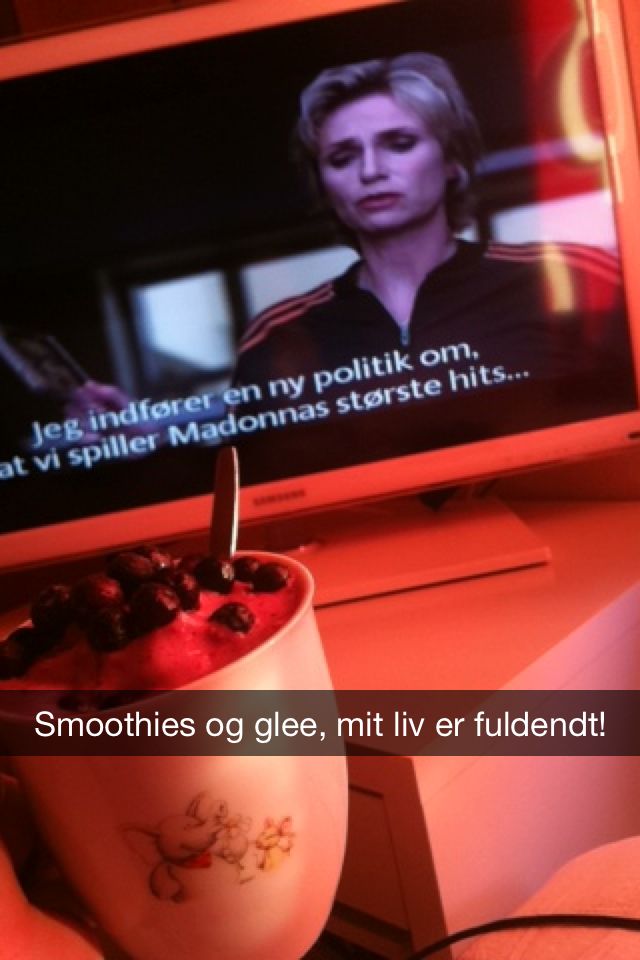 Jeg indfører en ny politik om,
at vi spiller Madonnas største hits...
SAMSUNG
Smoothies og glee, mit liv er fuldendt!